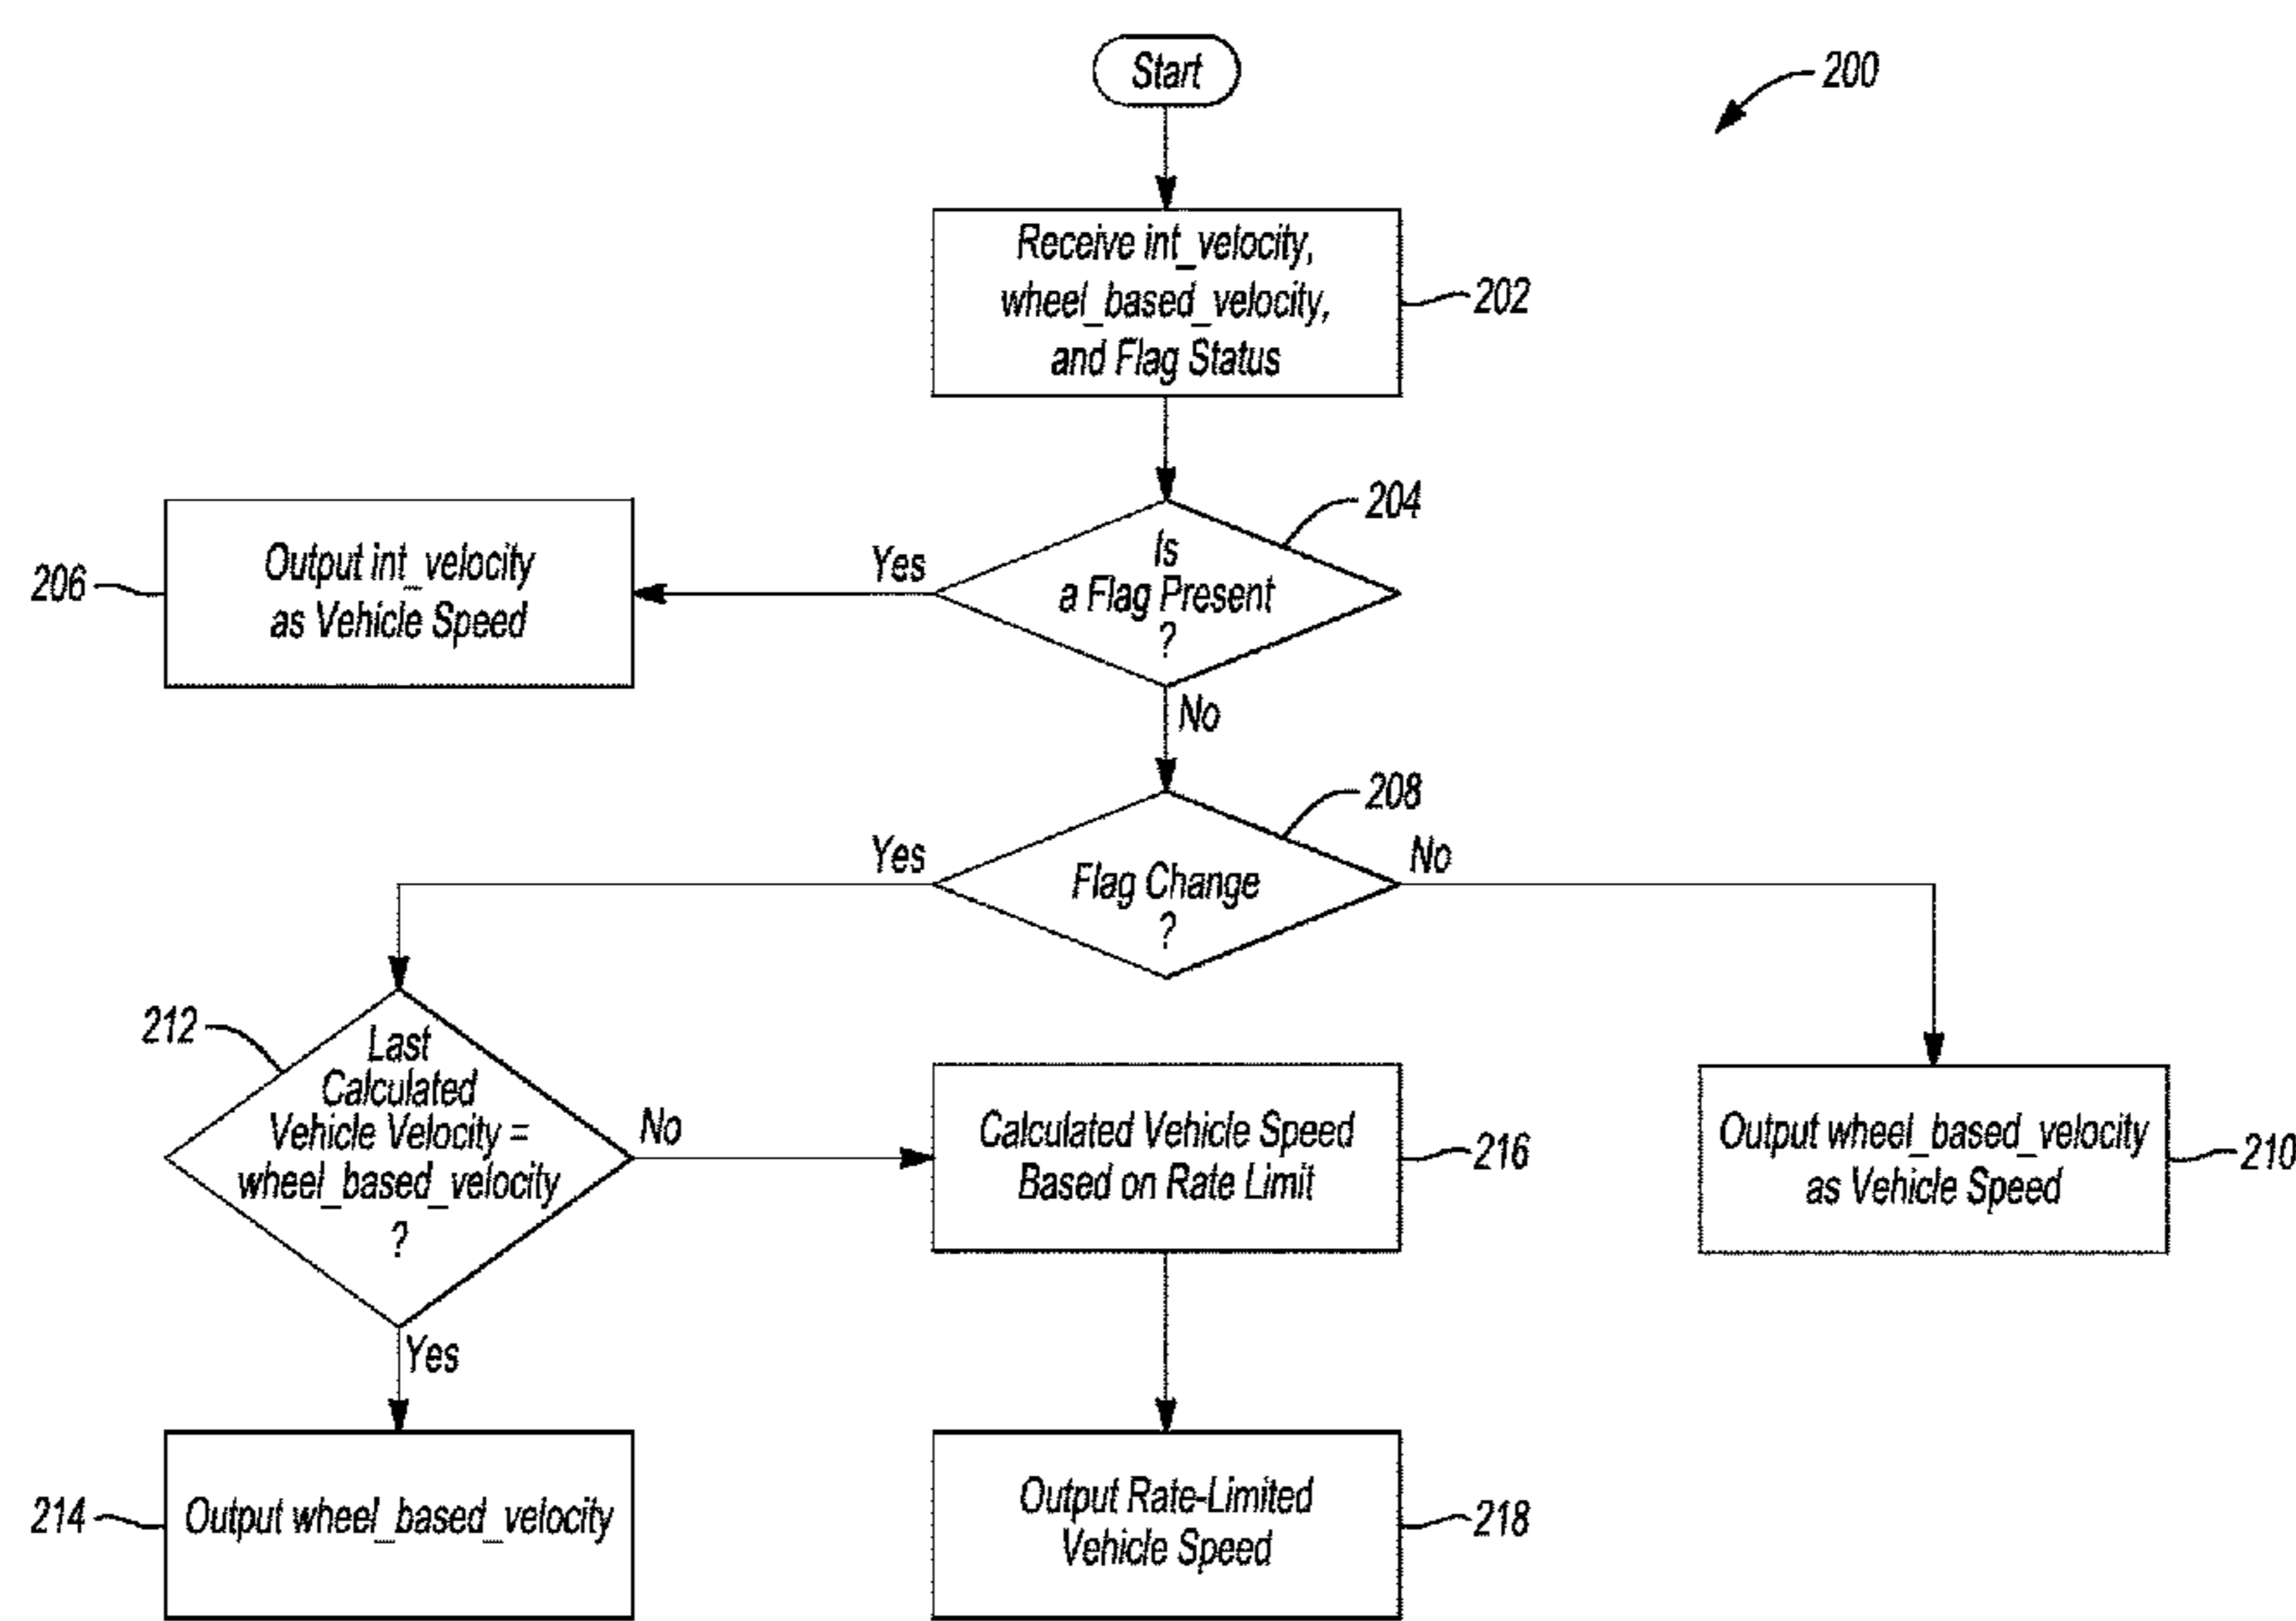 Start
200
Receive int_velocity,
wheel_based_velocity,
and Flag Status
202
204
Is
a Flag Present
?
Yes
Output int_velocity
as Vehicle Speed
206
No
208
Flag Change
?
Yes
No
212
Last
Calculated
Vehicle Velocity =
wheel_based_velocity
?
No
Calculated Vehicle Speed
Based on Rate Limit
216
Output wheel_based_velocity
as Vehicle Speed
210
Yes
214
Output wheel_based_velocity
Output Rate-Limited
Vehicle Speed
218